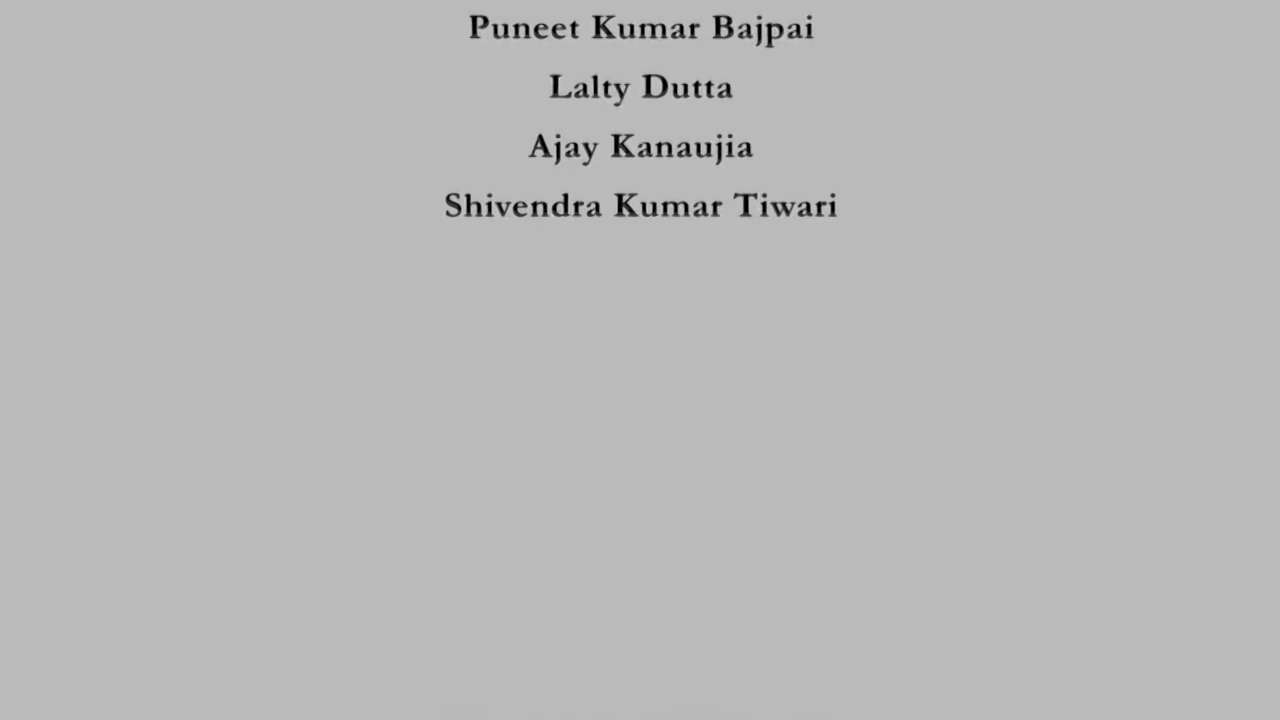 Puneet Kumar Bajpai
Lalty Dutta
Ajay Kanaujia
Shivendra Kumar Tiwari